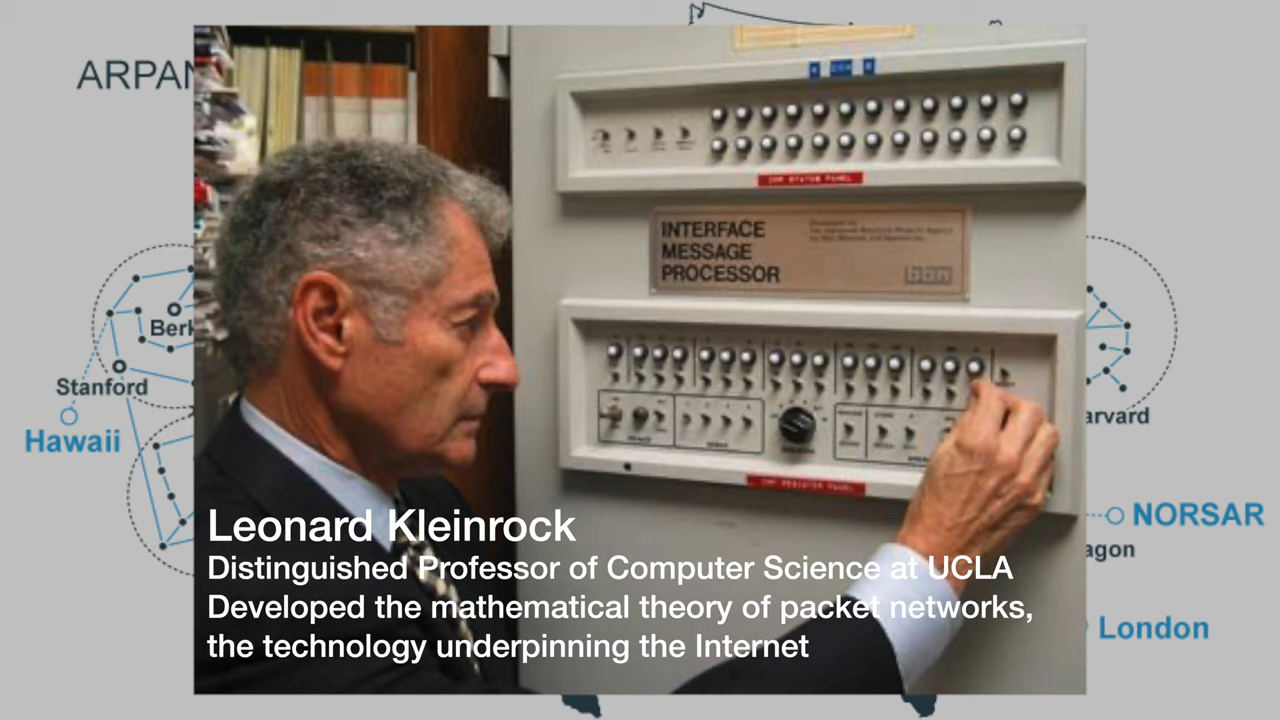 ARPAN
Berk
Stanford
Hawaii
IMP STATUS PANEL
INTERFACE
MESSAGE
PROCESSOR
bbn
IMP REGISTER PANEL
arvard
NORSAR
agon
London
Leonard Kleinrock
Distinguished Professor of Computer Science at UCLA
Developed the mathematical theory of packet networks,
the technology underpinning the Internet